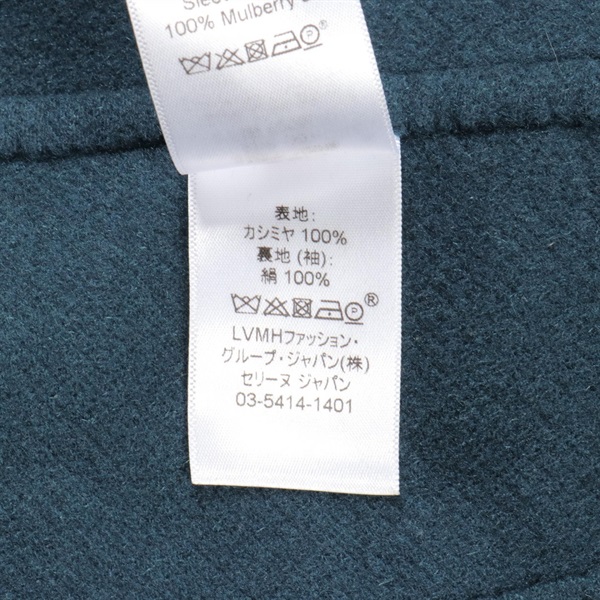 100% Mulberry
P
®
表地:
カシミヤ 100%
裏地 (袖):
絹 100%
P
®
LVMHファッション・
グループ・ジャパン(株)
セリーヌ ジャパン
03-5414-1401